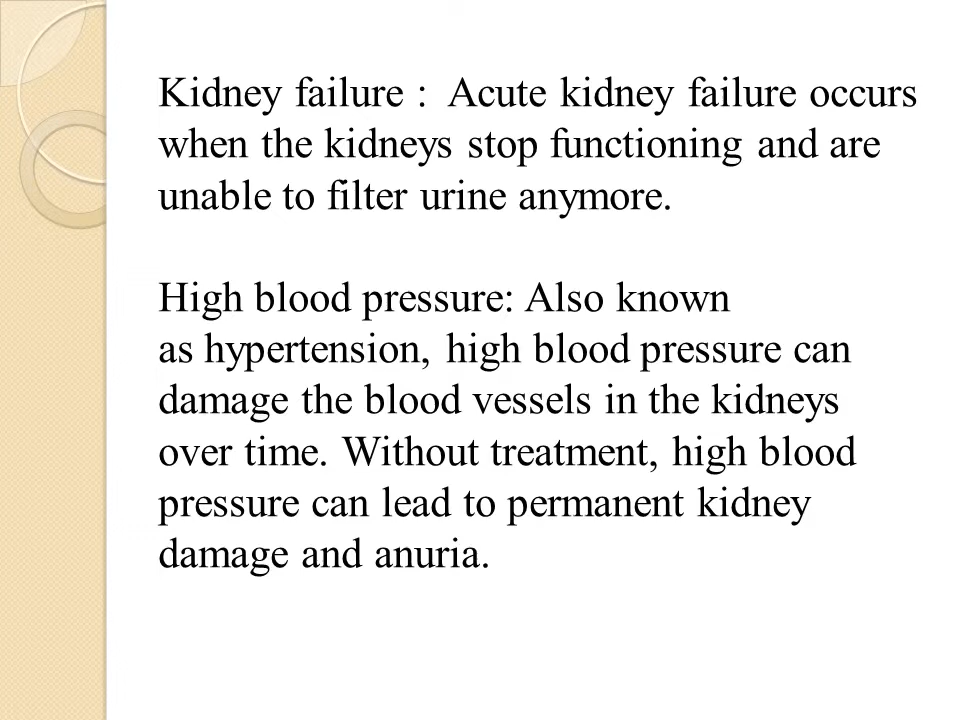 Kidney failure :  Acute kidney failure occurs
when the kidneys stop functioning and are
unable to filter urine anymore.
High blood pressure: Also known
as hypertension, high blood pressure can
damage the blood vessels in the kidneys
over time. Without treatment, high blood
pressure can lead to permanent kidney
damage and anuria.